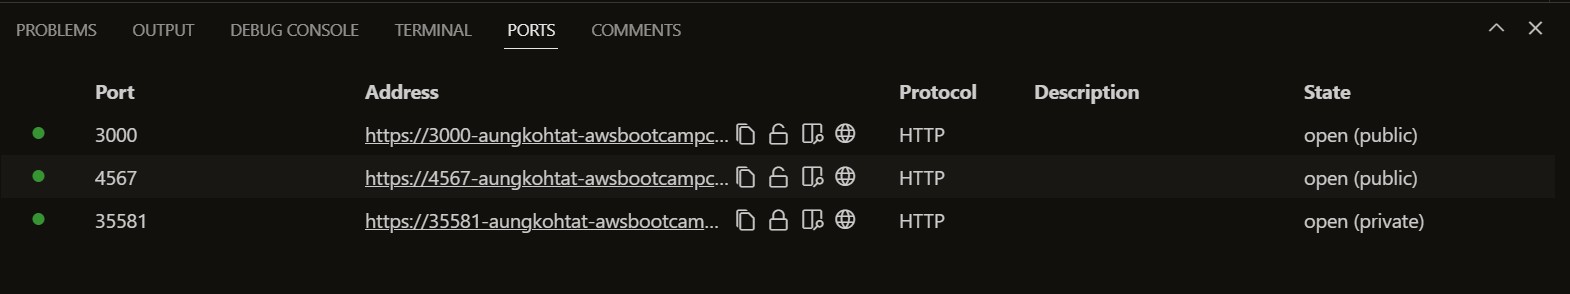 PROBLEMS OUTPUT DEBUG CONSOLE TERMINAL PORTS COMMENTS
Port Address Protocol Description State
3000 https://3000-aungkohtat-awsbootcampc... HTTP open (public)
4567 https://4567-aungkohtat-awsbootcampc... HTTP open (public)
35581 https://35581-aungkohtat-awsbootcam... HTTP open (private)